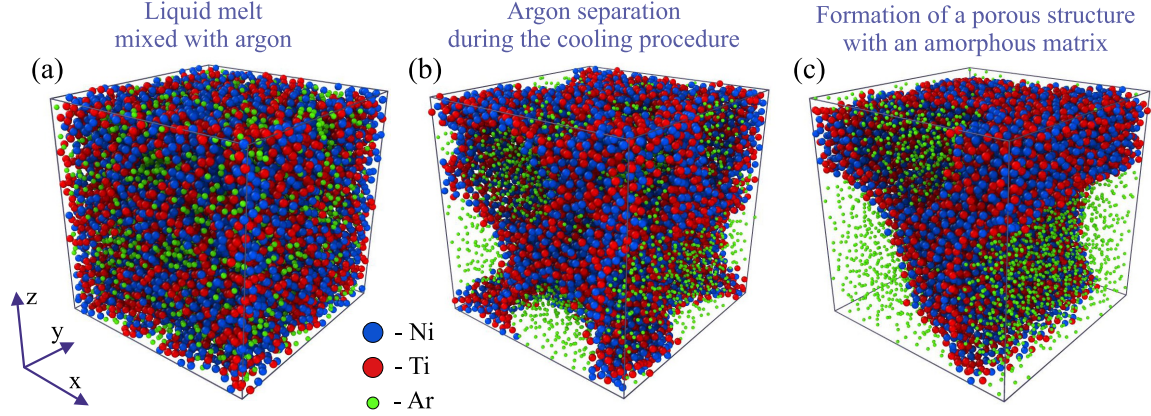 Liquid melt
mixed with argon
Argon separation
during the cooling procedure
Formation of a porous structure
with an amorphous matrix
(a)
(b)
(c)
z
y
x
- Ni
- Ti
- Ar